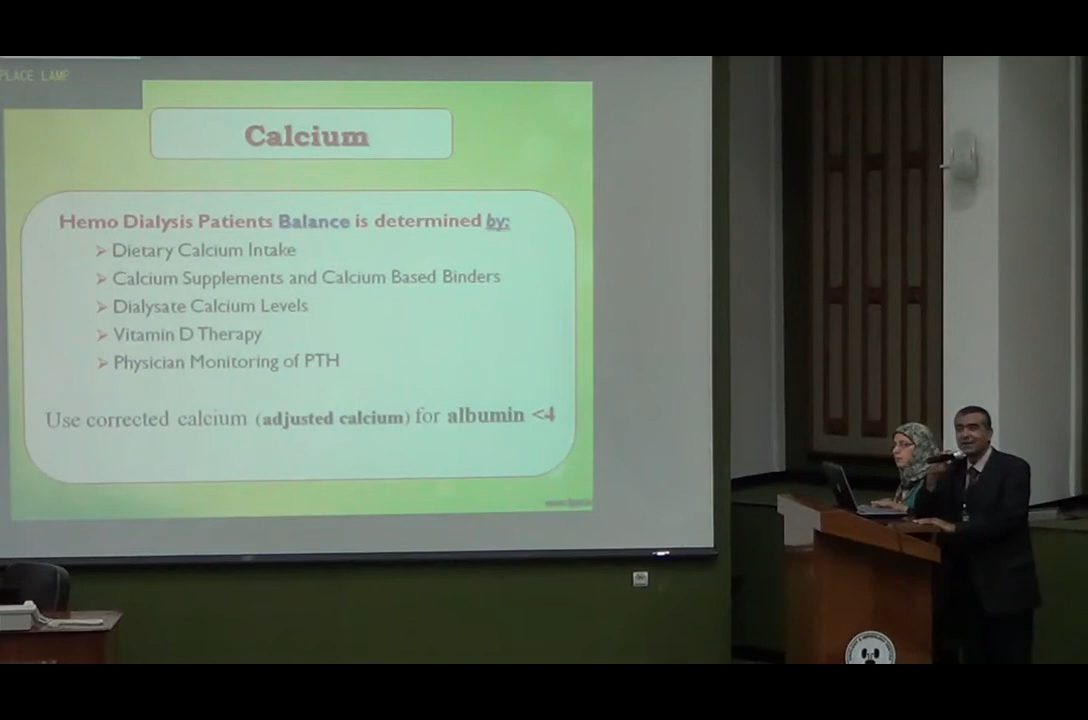 PLACE LAMP
Calcium
Hemo Dialysis Patients Balance is determined by:
➢ Dietary Calcium Intake
➢ Calcium Supplements and Calcium Based Binders
➢ Dialysate Calcium Levels
➢ Vitamin D Therapy
➢ Physician Monitoring of PTH
Use corrected calcium (adjusted calcium) for albumin <4